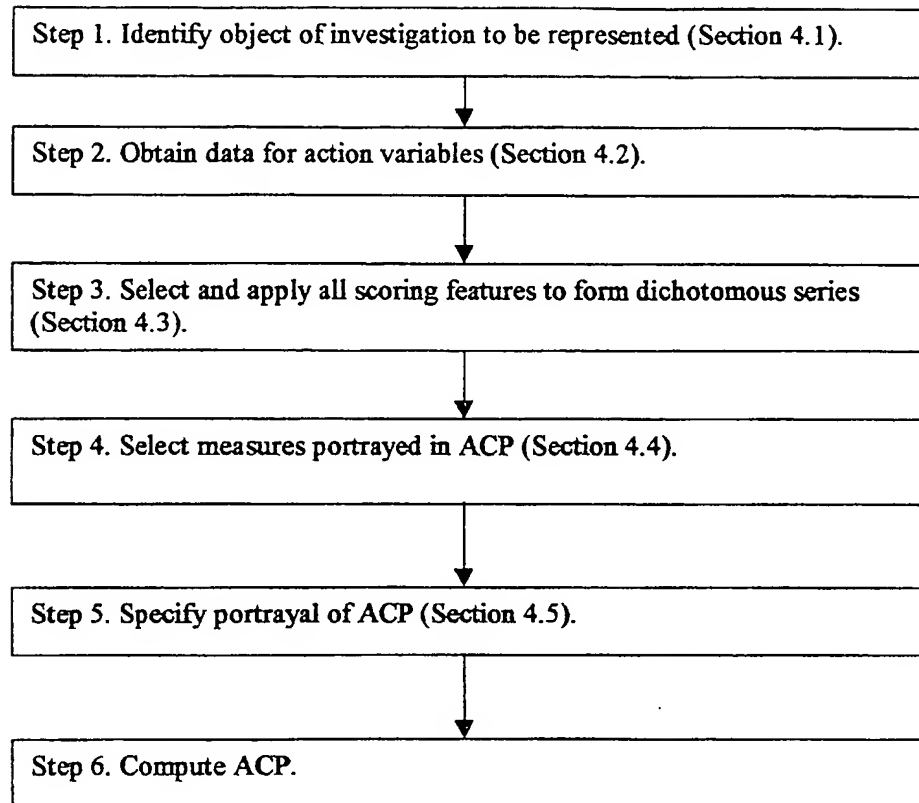 Step 1. Identify object of investigation to be represented (Section 4.1).
Step 2. Obtain data for action variables (Section 4.2).
Step 3. Select and apply all scoring features to form dichotomous series
(Section 4.3).
Step 4. Select measures portrayed in ACP (Section 4.4).
Step 5. Specify portrayal of ACP (Section 4.5).
Step 6. Compute ACP.